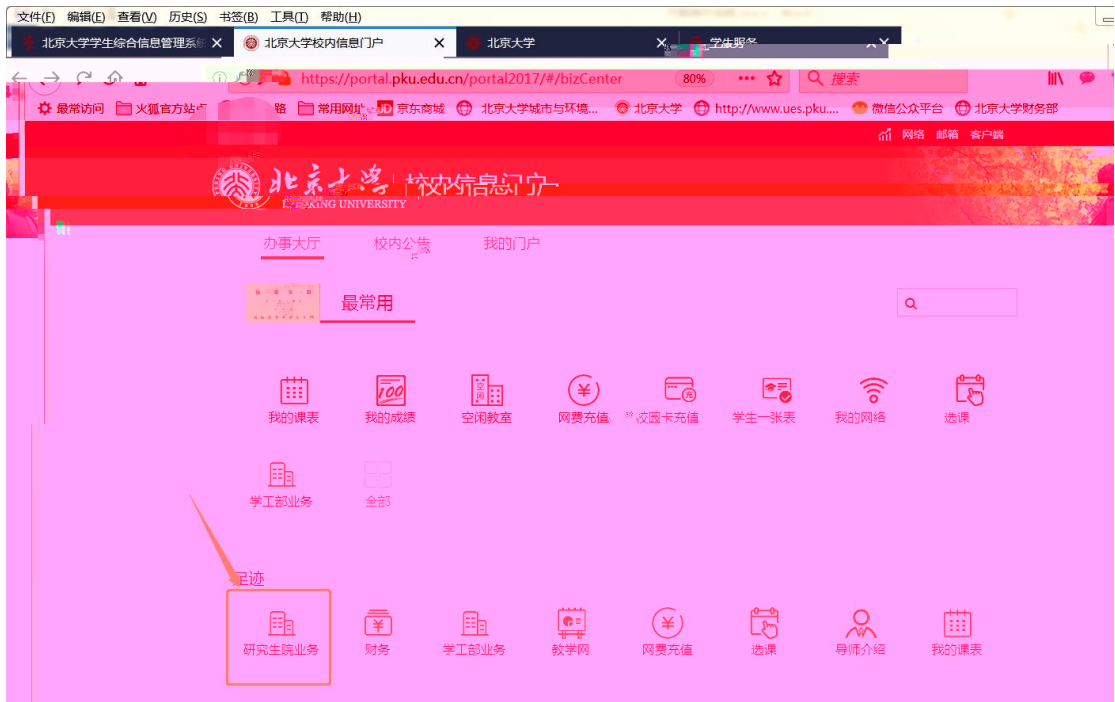 文件(F) 编辑(E) 查看(V) 历史(S) 书签(B) 工具(T) 帮助(H)
北京大学学生综合信息管理系统 × 北京大学校内信息门户 × 北京大学 × 学生服务 ×
https://portal.pku.edu.cn/portal2017/#/bizCenter 80% 搜索
最常访问 火狐官方站点 路 常用网址 JD 京东商城 北京大学城市与环境... 北京大学 http://www.ues.pku.... 微信公众平台 北京大学财务部
网络 邮箱 客户端
北京大学 校内信息门户
PEKING UNIVERSITY
办事大厅 校内公告 我的门户
最常用
我的课表 我的成绩 空闲教室 网费充值 校园卡充值 学生一张表 我的网络 选课
学工部业务 全部
足迹
研究生院业务 财务 学工部业务 教学网 网费充值 选课 导师介绍 我的课表